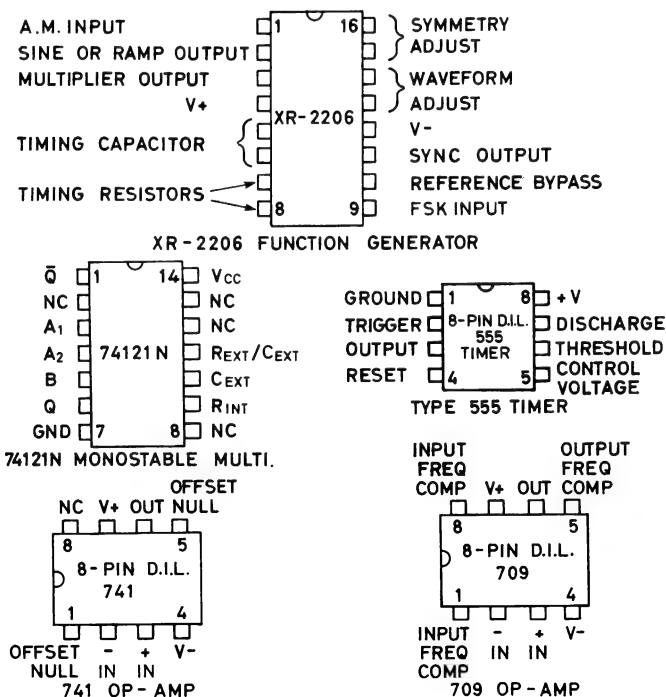 A.M. INPUT 1 16 SYMMETRY
SINE OR RAMP OUTPUT ADJUST
MULTIPLIER OUTPUT WAVEFORM
V+ ADJUST
XR-2206 V-
TIMING CAPACITOR SYNC OUTPUT
TIMING RESISTORS REFERENCE BYPASS
8 9 FSK INPUT
XR-2206 FUNCTION GENERATOR
Q̄ 1 14 VCC
NC NC
A1 NC
A2 74121N REXT/CEXT
B CEXT
Q RINT
GND 7 8 NC
74121N MONOSTABLE MULTI.
GROUND 1 8 +V
TRIGGER 8-PIN D.I.L. DISCHARGE
OUTPUT 555 THRESHOLD
TIMER
RESET 4 5 CONTROL
VOLTAGE
TYPE 555 TIMER
OFFSET
NC V+ OUT NULL
8 5
8-PIN D.I.L.
741
1 4
OFFSET - + V-
NULL IN IN
741 OP-AMP
INPUT OUTPUT
FREQ FREQ
COMP V+ OUT COMP
8 5
8-PIN D.I.L.
709
1 4
INPUT - + V-
FREQ IN IN
COMP
709 OP-AMP